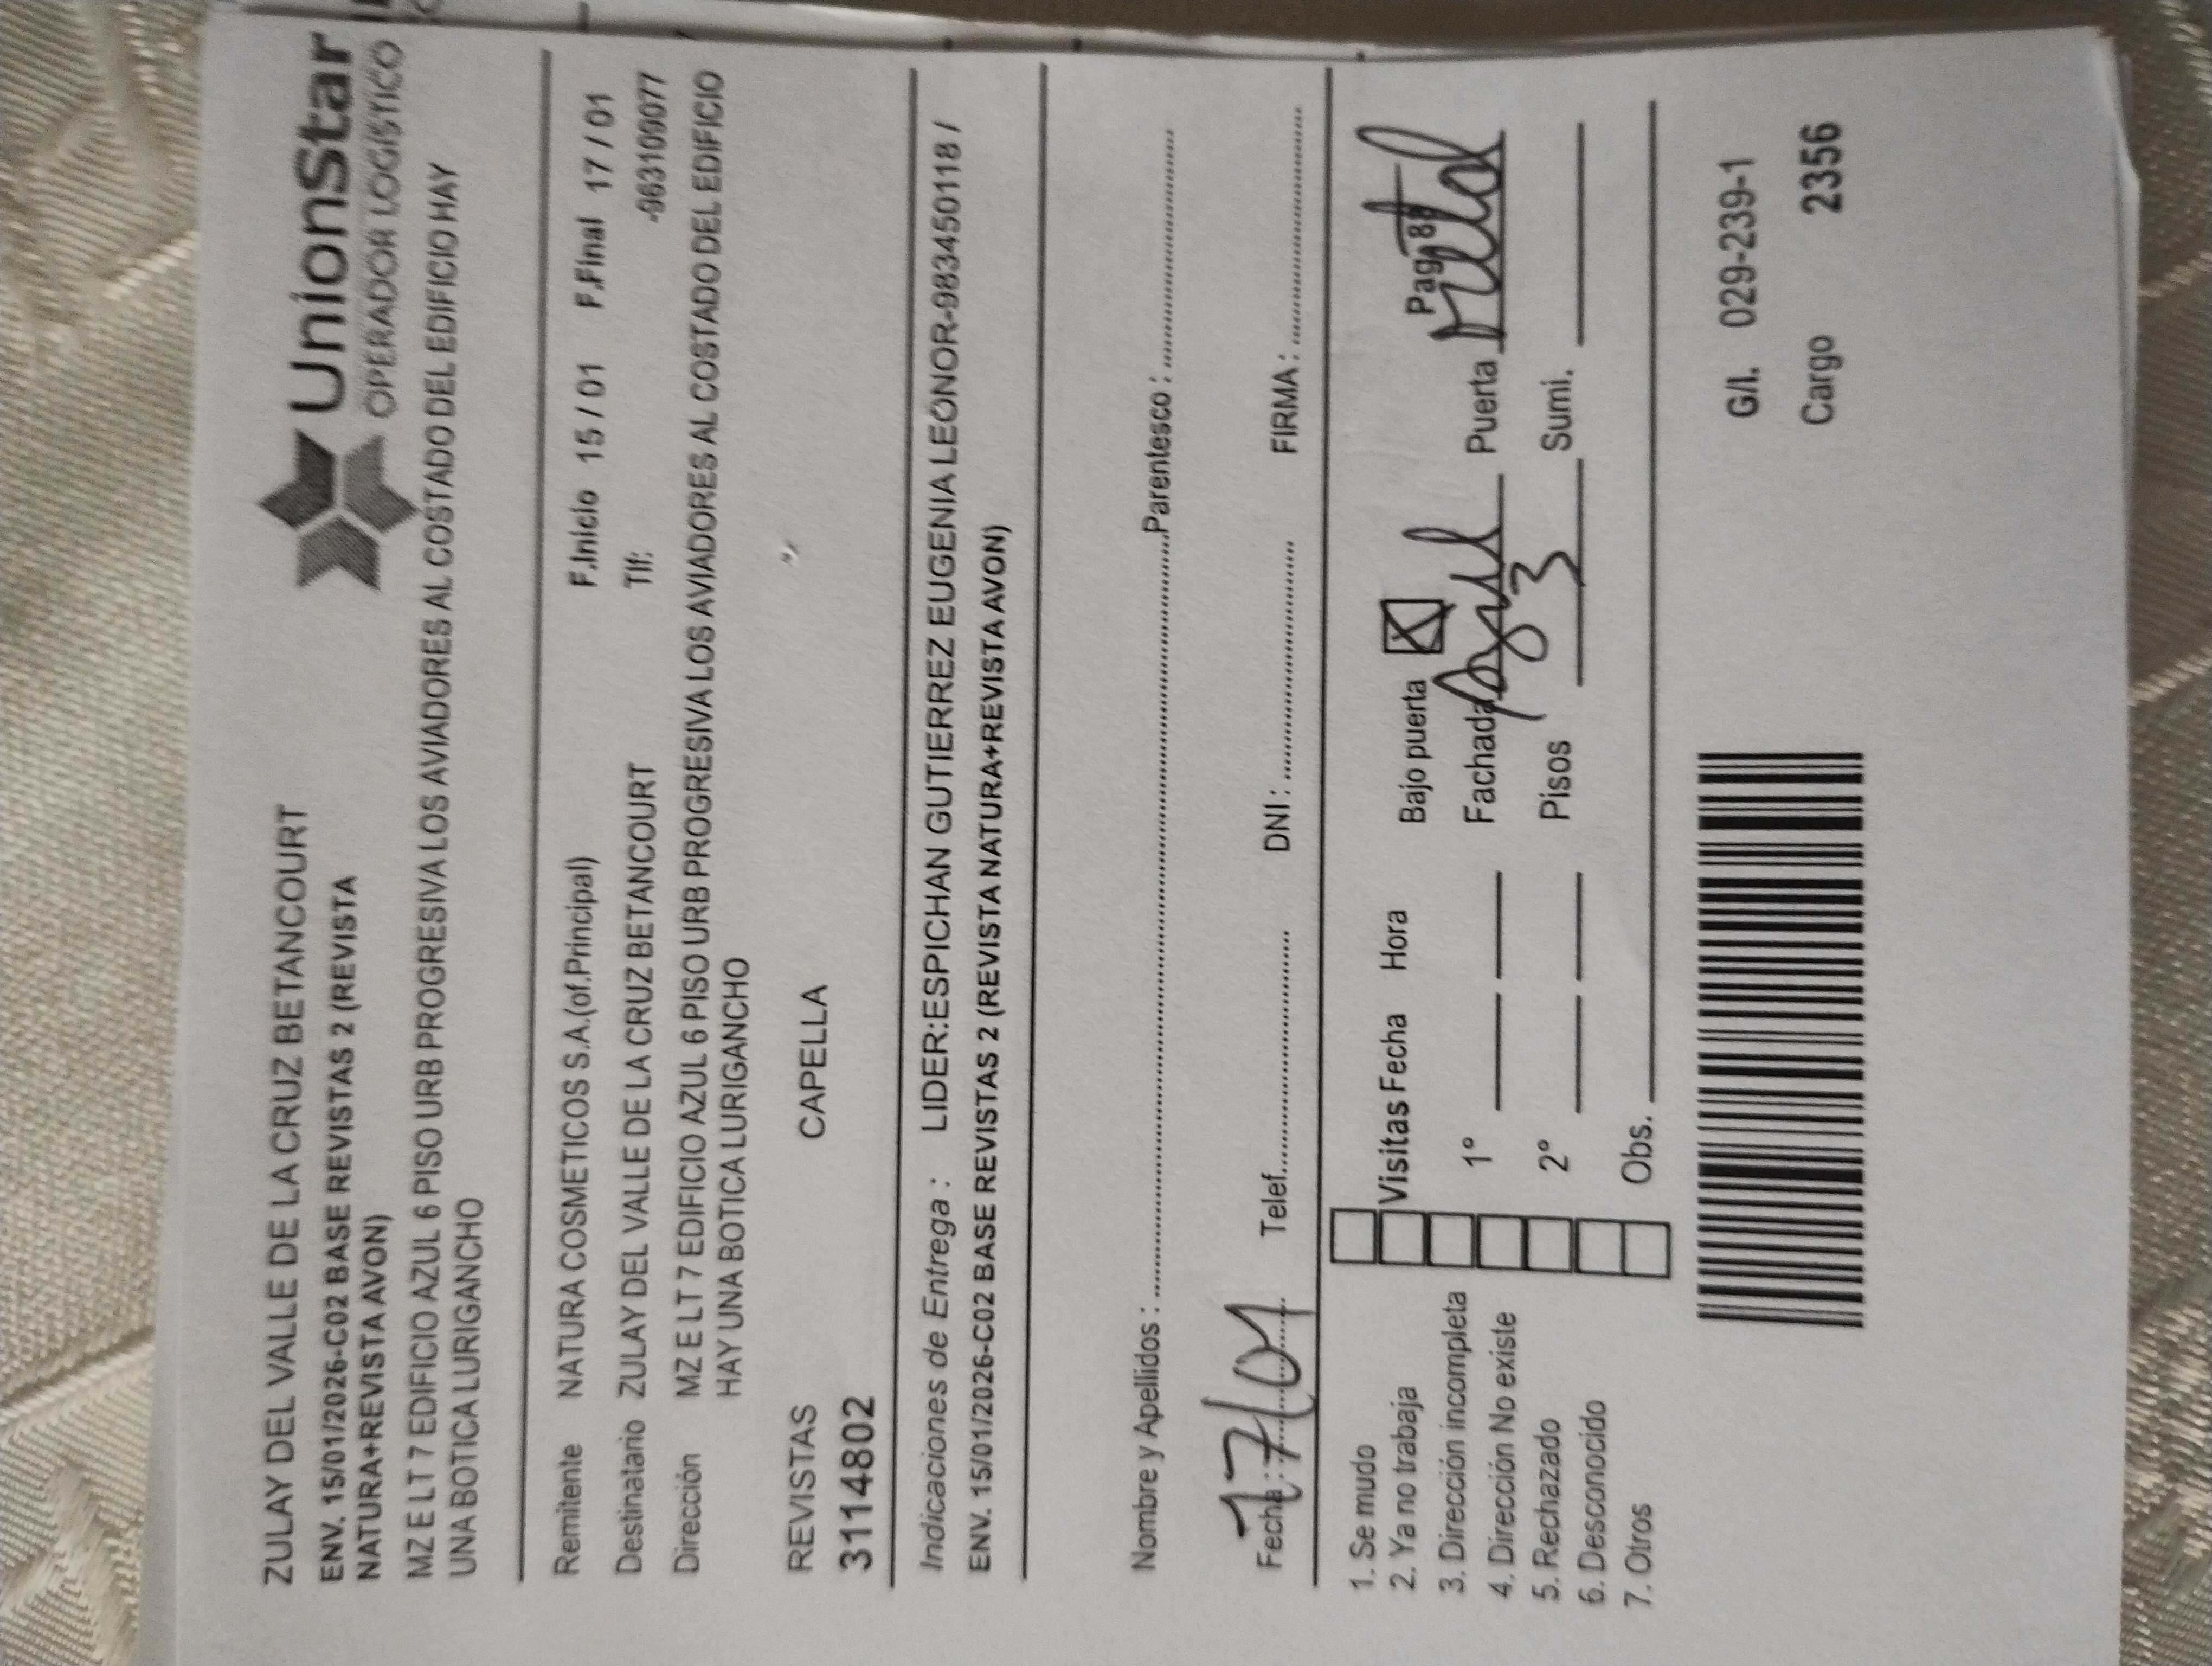 UnionStar
OPERADOR LOGÍSTICO
ZULAY DEL VALLE DE LA CRUZ BETANCOURT
ENV. 15/01/2026-C02 BASE REVISTAS 2 (REVISTA
NATURA+REVISTA AVON)
MZ E LT 7 EDIFICIO AZUL 6 PISO URB PROGRESIVA LOS AVIADORES AL COSTADO DEL EDIFICIO HAY
UNA BOTICA LURIGANCHO
Remitente NATURA COSMETICOS S.A.(of.Principal) F.Inicio 15 / 01 F.Final 17 / 01
Destinatario ZULAY DEL VALLE DE LA CRUZ BETANCOURT Tlf: -963109077
Dirección MZ E LT 7 EDIFICIO AZUL 6 PISO URB PROGRESIVA LOS AVIADORES AL COSTADO DEL EDIFICIO
HAY UNA BOTICA LURIGANCHO
REVISTAS CAPELLA
3114802
Indicaciones de Entrega : LIDER:ESPICHAN GUTIERREZ EUGENIA LEONOR-983450118 /
ENV. 15/01/2026-C02 BASE REVISTAS 2 (REVISTA NATURA+REVISTA AVON)
Nombre y Apellidos : Parentesco :
Fecha : 17/01 Telef. DNI : FIRMA :
1. Se mudo
2. Ya no trabaja
3. Dirección incompleta
4. Dirección No existe
5. Rechazado
6. Desconocido
7. Otros
Visitas Fecha Hora Bajo puerta X Pag. 8B
1° Fachada Azul Puerta Metal
2° Pisos 3 Sumi.
Obs.
G/I. 029-239-1
Cargo 2356